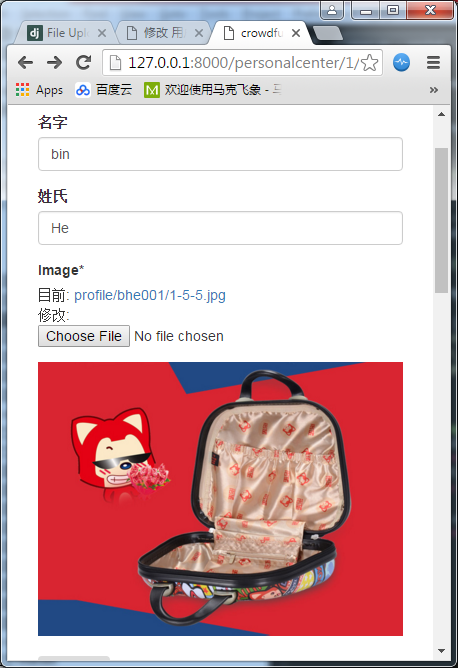 File Uplo
修改 用
crowdfu
127.0.0.1:8000/personalcenter/1/
Apps
百度云
欢迎使用马克飞象 -
»
名字
bin
姓氏
He
Image*
目前: profile/bhe001/1-5-5.jpg
修改:
Choose File No file chosen